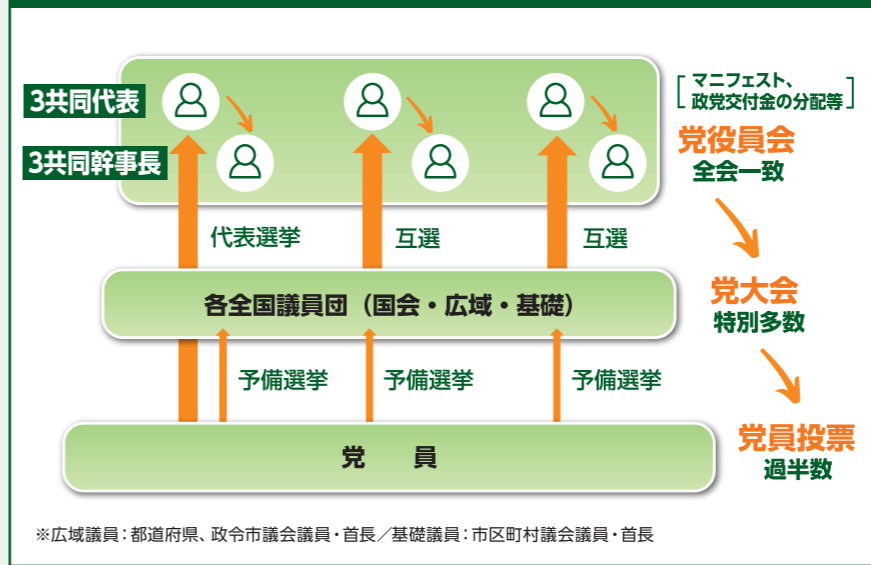 3共同代表
3共同幹事長
[マニフェスト、
政党交付金の分配等]
党役員会
全会一致
代表選挙
互選
互選
各全国議員団（国会・広域・基礎）
党大会
特別多数
予備選挙
予備選挙
予備選挙
党員投票
過半数
党　員
※広域議員：都道府県、政令市議会議員・首長／基礎議員：市区町村議会議員・首長